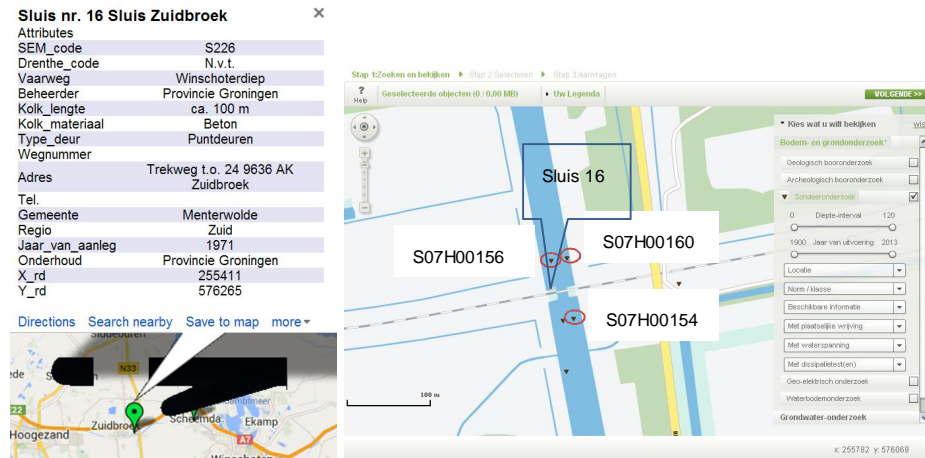 Sluis nr. 16 Sluis Zuidbroek ×
Attributes
SEM_code S226
Drenthe_code N.v.t.
Vaarweg Winschoterdiep
Beheerder Provincie Groningen
Kolk_lengte ca. 100 m
Kolk_materiaal Beton
Type_deur Puntdeuren
Wegnummer
Adres Trekweg t.o. 24 9636 AK
Zuidbroek
Tel.
Gemeente Menterwolde
Regio Zuid
Jaar_van_aanleg 1971
Onderhoud Provincie Groningen
X_rd 255411
Y_rd 576265
Directions Search nearby Save to map more
N33
E22
Zuidbroek
Scheemda
Ekamp
Hoogezand
A7
Stap 1:Zoeken en bekijken Stap 2:Selecteren Stap 3:Aanvragen
?
Help
Geselecteerde objecten (0 / 0,00 MB)
Uw Legenda
VOLGENDE >>
Sluis 16
S07H00156
S07H00160
S07H00154
100 m
Kies wat u wilt bekijken
Bodem- en grondonderzoek*
Geologisch booronderzoek
Archeologisch booronderzoek
Sondeeronderzoek
0 Diepte-interval 120
1900 Jaar van uitvoering 2013
Locatie
Norm / klasse
Beschikbare informatie
Met plaatselijke wrijving
Met waterspanning
Met dissipatietest(en)
Geo-elektrisch onderzoek
Waterbodemonderzoek
Grondwater-onderzoek
x: 255782 y: 576069